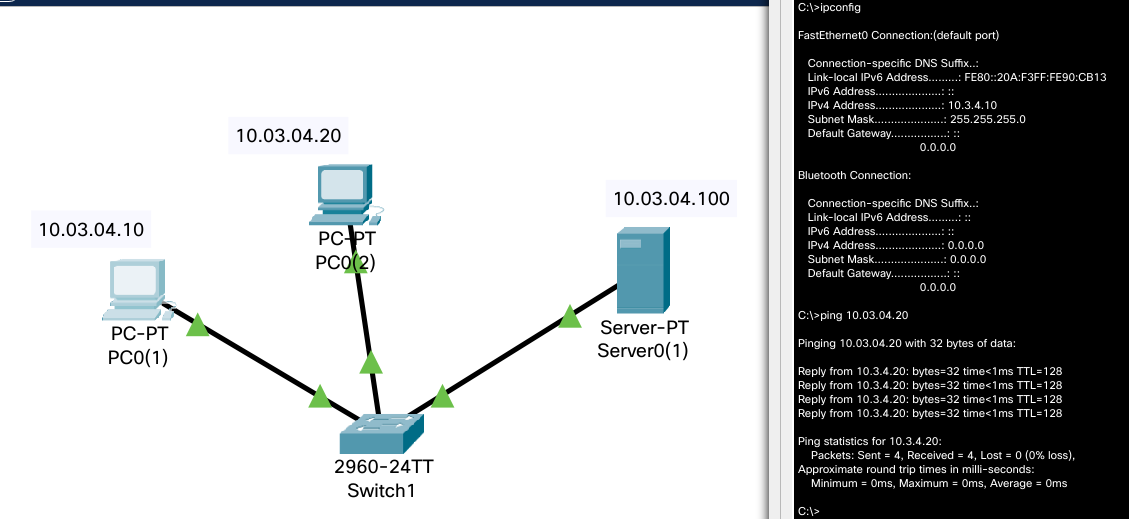 10.03.04.20
10.03.04.10
10.03.04.100
PC-PT
PC0(2)
PC-PT
PC0(1)
Server-PT
Server0(1)
2960-24TT
Switch1
C:\>ipconfig
FastEthernet0 Connection:(default port)
Connection-specific DNS Suffix..:
Link-local IPv6 Address.........: FE80::20A:F3FF:FE90:CB13
IPv6 Address....................: ::
IPv4 Address....................: 10.3.4.10
Subnet Mask.....................: 255.255.255.0
Default Gateway.................: ::
0.0.0.0
Bluetooth Connection:
Connection-specific DNS Suffix..:
Link-local IPv6 Address.........: ::
IPv6 Address....................: ::
IPv4 Address....................: 0.0.0.0
Subnet Mask.....................: 0.0.0.0
Default Gateway.................: ::
0.0.0.0
C:\>ping 10.03.04.20
Pinging 10.03.04.20 with 32 bytes of data:
Reply from 10.3.4.20: bytes=32 time<1ms TTL=128
Reply from 10.3.4.20: bytes=32 time<1ms TTL=128
Reply from 10.3.4.20: bytes=32 time<1ms TTL=128
Reply from 10.3.4.20: bytes=32 time<1ms TTL=128
Ping statistics for 10.3.4.20:
Packets: Sent = 4, Received = 4, Lost = 0 (0% loss),
Approximate round trip times in milli-seconds:
Minimum = 0ms, Maximum = 0ms, Average = 0ms
C:\>